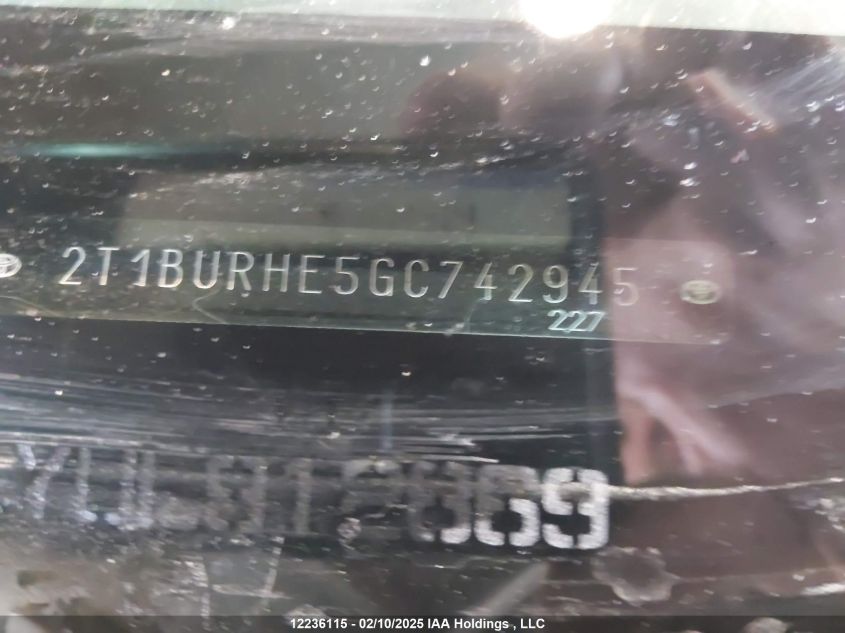 2T1BURHE5GC742945
227
12236115 - 02/10/2025 IAA Holdings , LLC